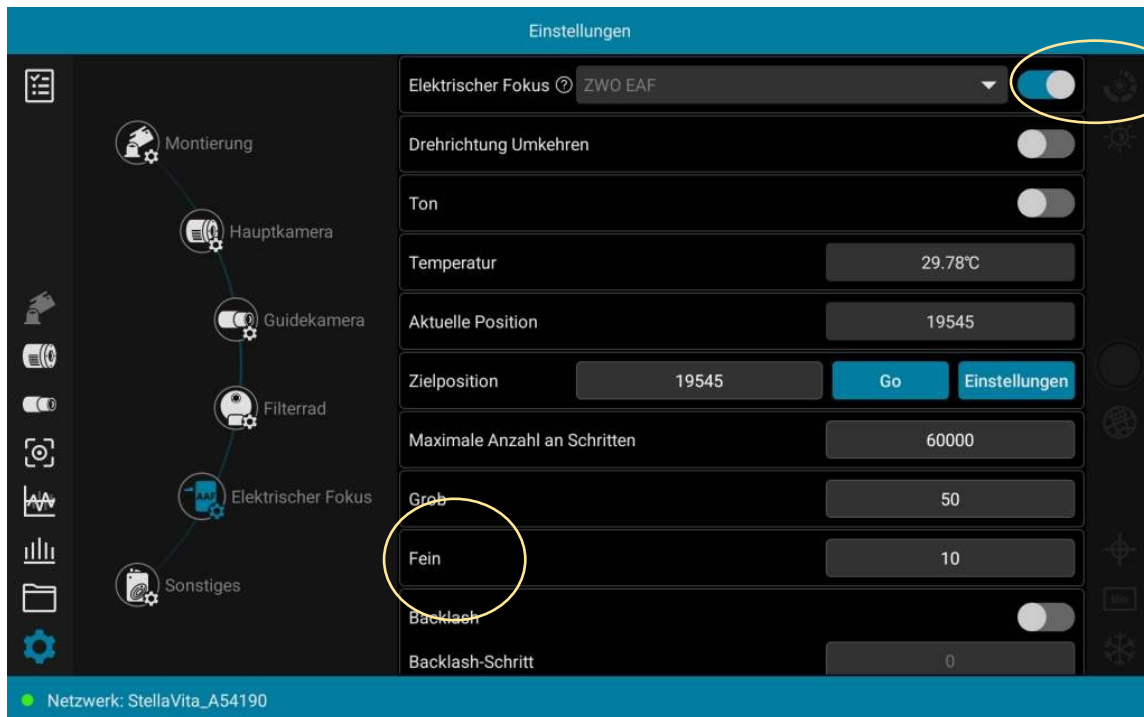 Einstellungen
Elektrischer Fokus ? ZWO EAF
Montierung
Drehrichtung Umkehren
Ton
Hauptkamera
Temperatur 29.78℃
Guidekamera
Aktuelle Position 19545
Zielposition 19545 Go Einstellungen
Filterrad
Maximale Anzahl an Schritten 60000
AAF Elektrischer Fokus
Grob 50
Fein 10
Sonstiges
Backlash
Backlash-Schritt 0
Netzwerk: StellaVita_A54190